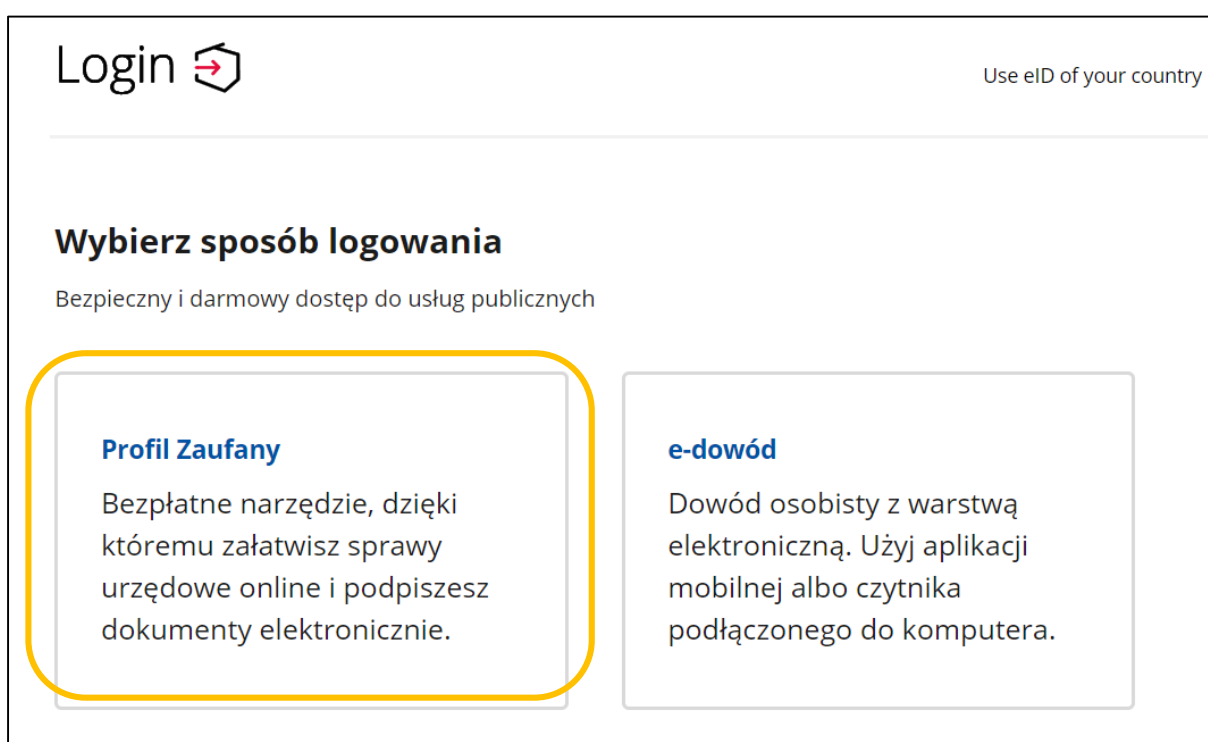 Login
Use eID of your country
Wybierz sposób logowania
Bezpieczny i darmowy dostęp do usług publicznych
Profil Zaufany
Bezpłatne narzędzie, dzięki
któremu załatwisz sprawy
urzędowe online i podpiszesz
dokumenty elektronicznie.
e-dowód
Dowód osobisty z warstwą
elektroniczną. Użyj aplikacji
mobilnej albo czytnika
podłączonego do komputera.